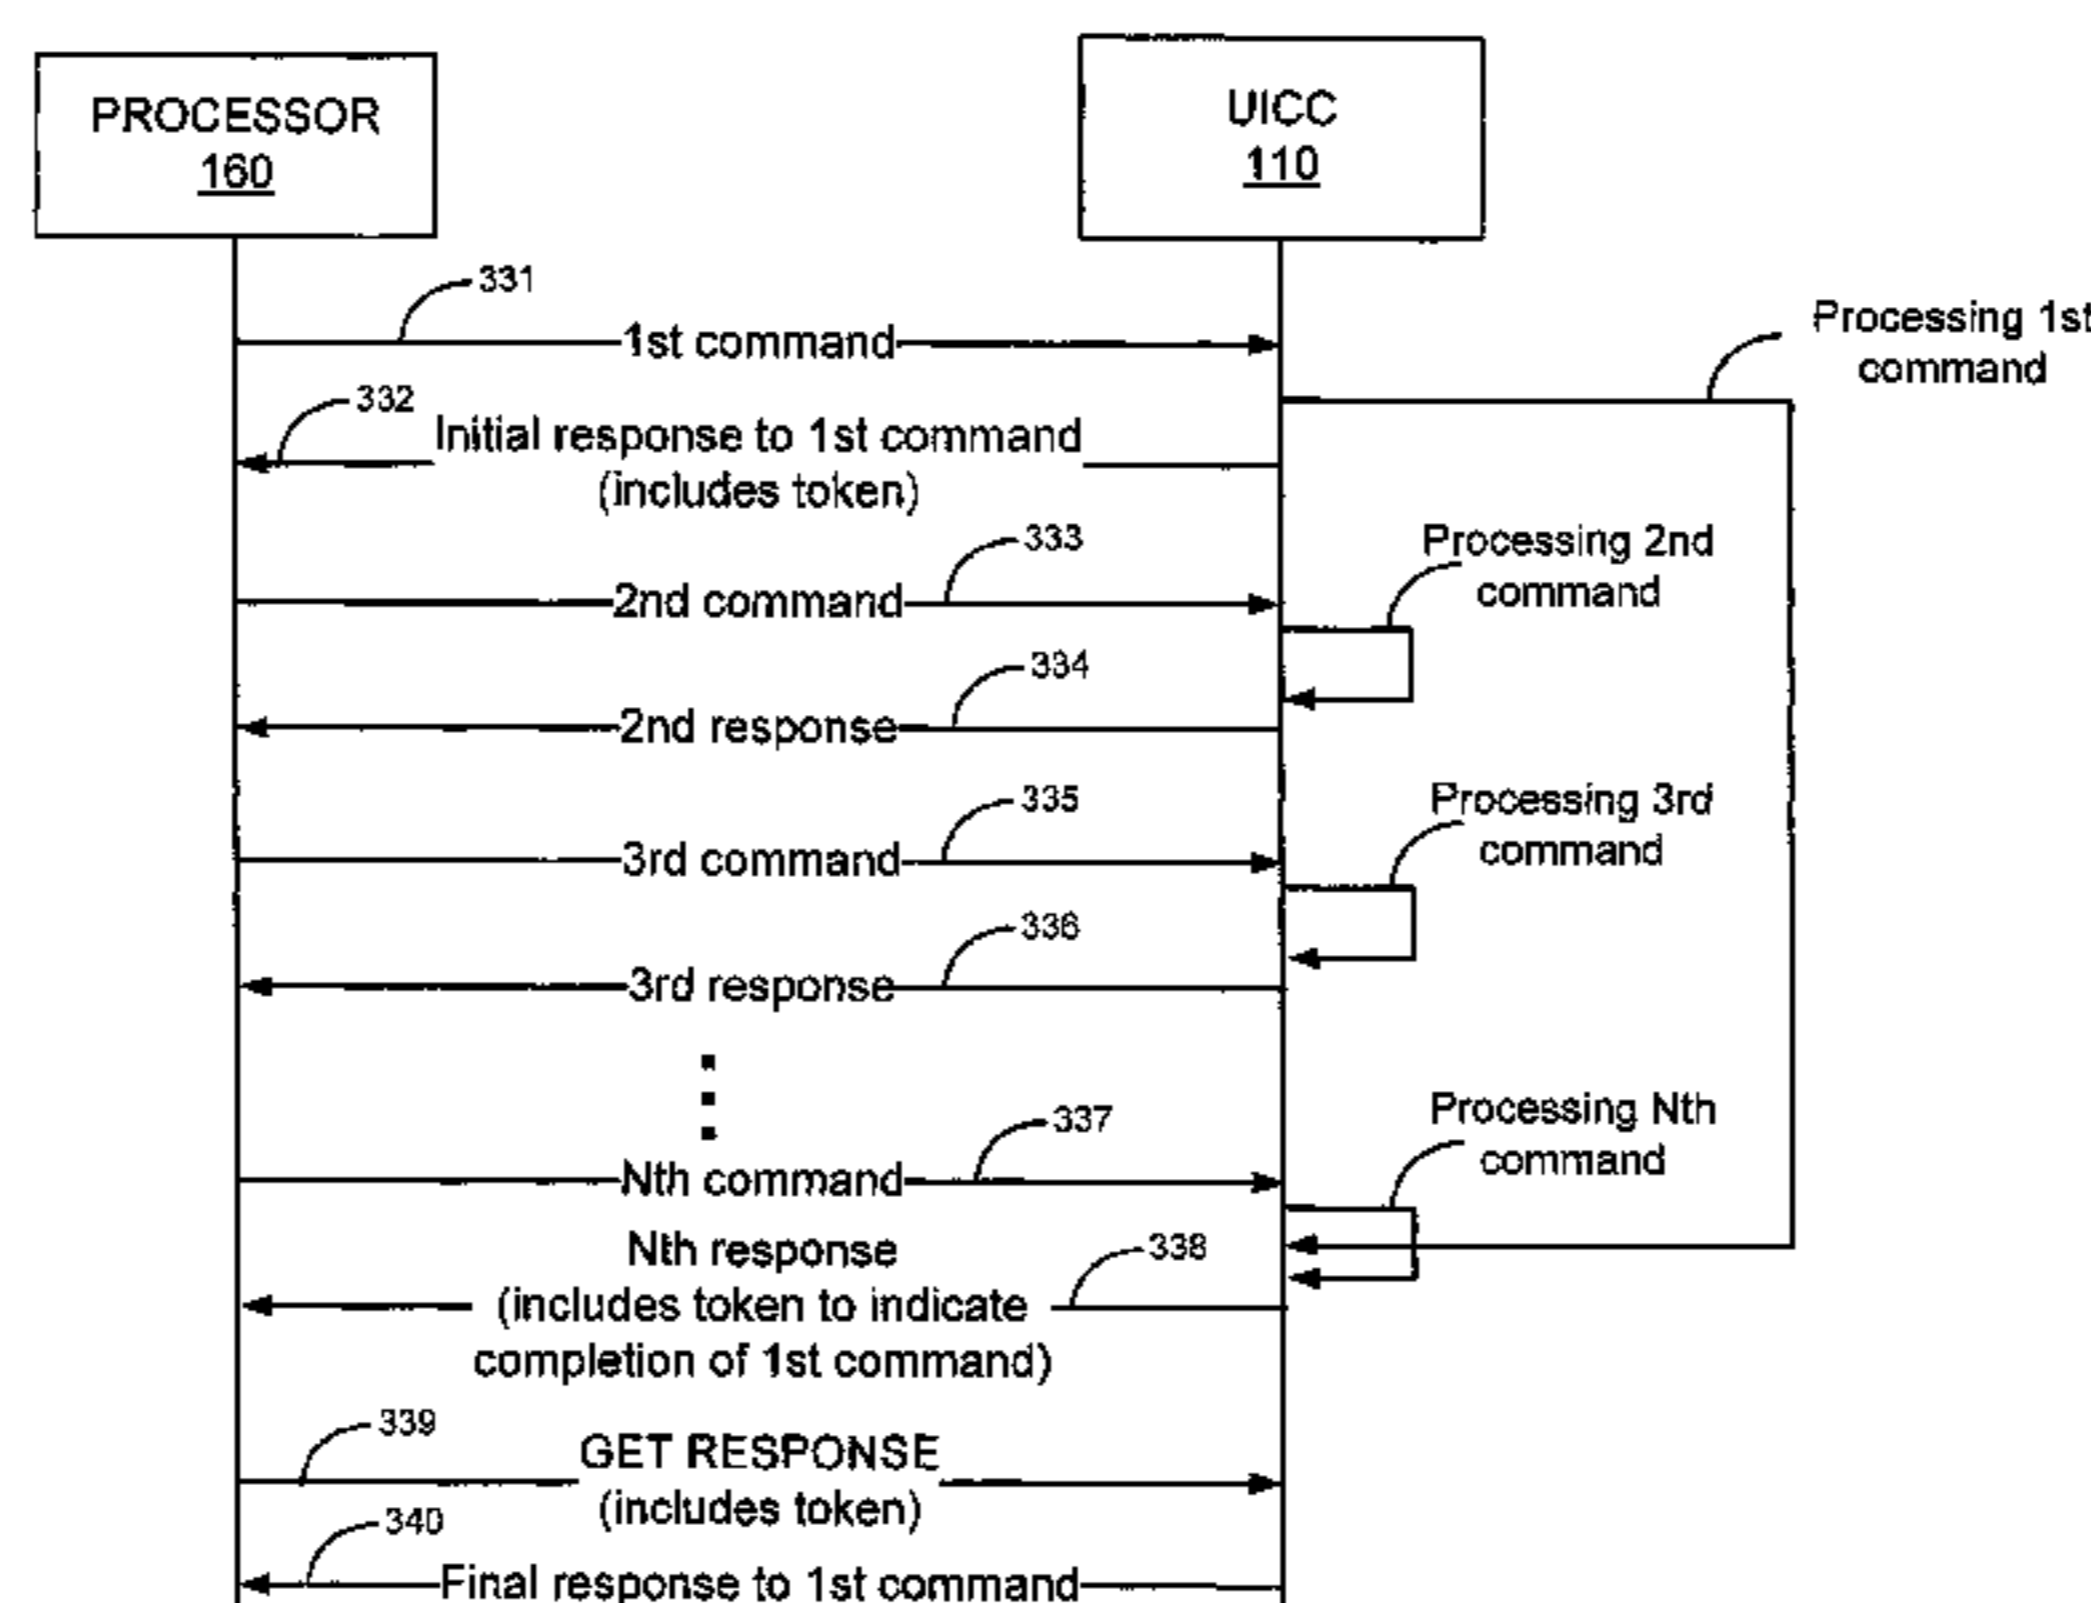 PROCESSOR
160
UICC
110
331
1st command
Processing 1st
command
332
Initial response to 1st command
(includes token)
333
2nd command
Processing 2nd
command
334
2nd response
335
3rd command
Processing 3rd
command
336
3rd response
337
Nth command
Processing Nth
command
338
Nth response
(includes token to indicate
completion of 1st command)
339
GET RESPONSE
(includes token)
340
Final response to 1st command